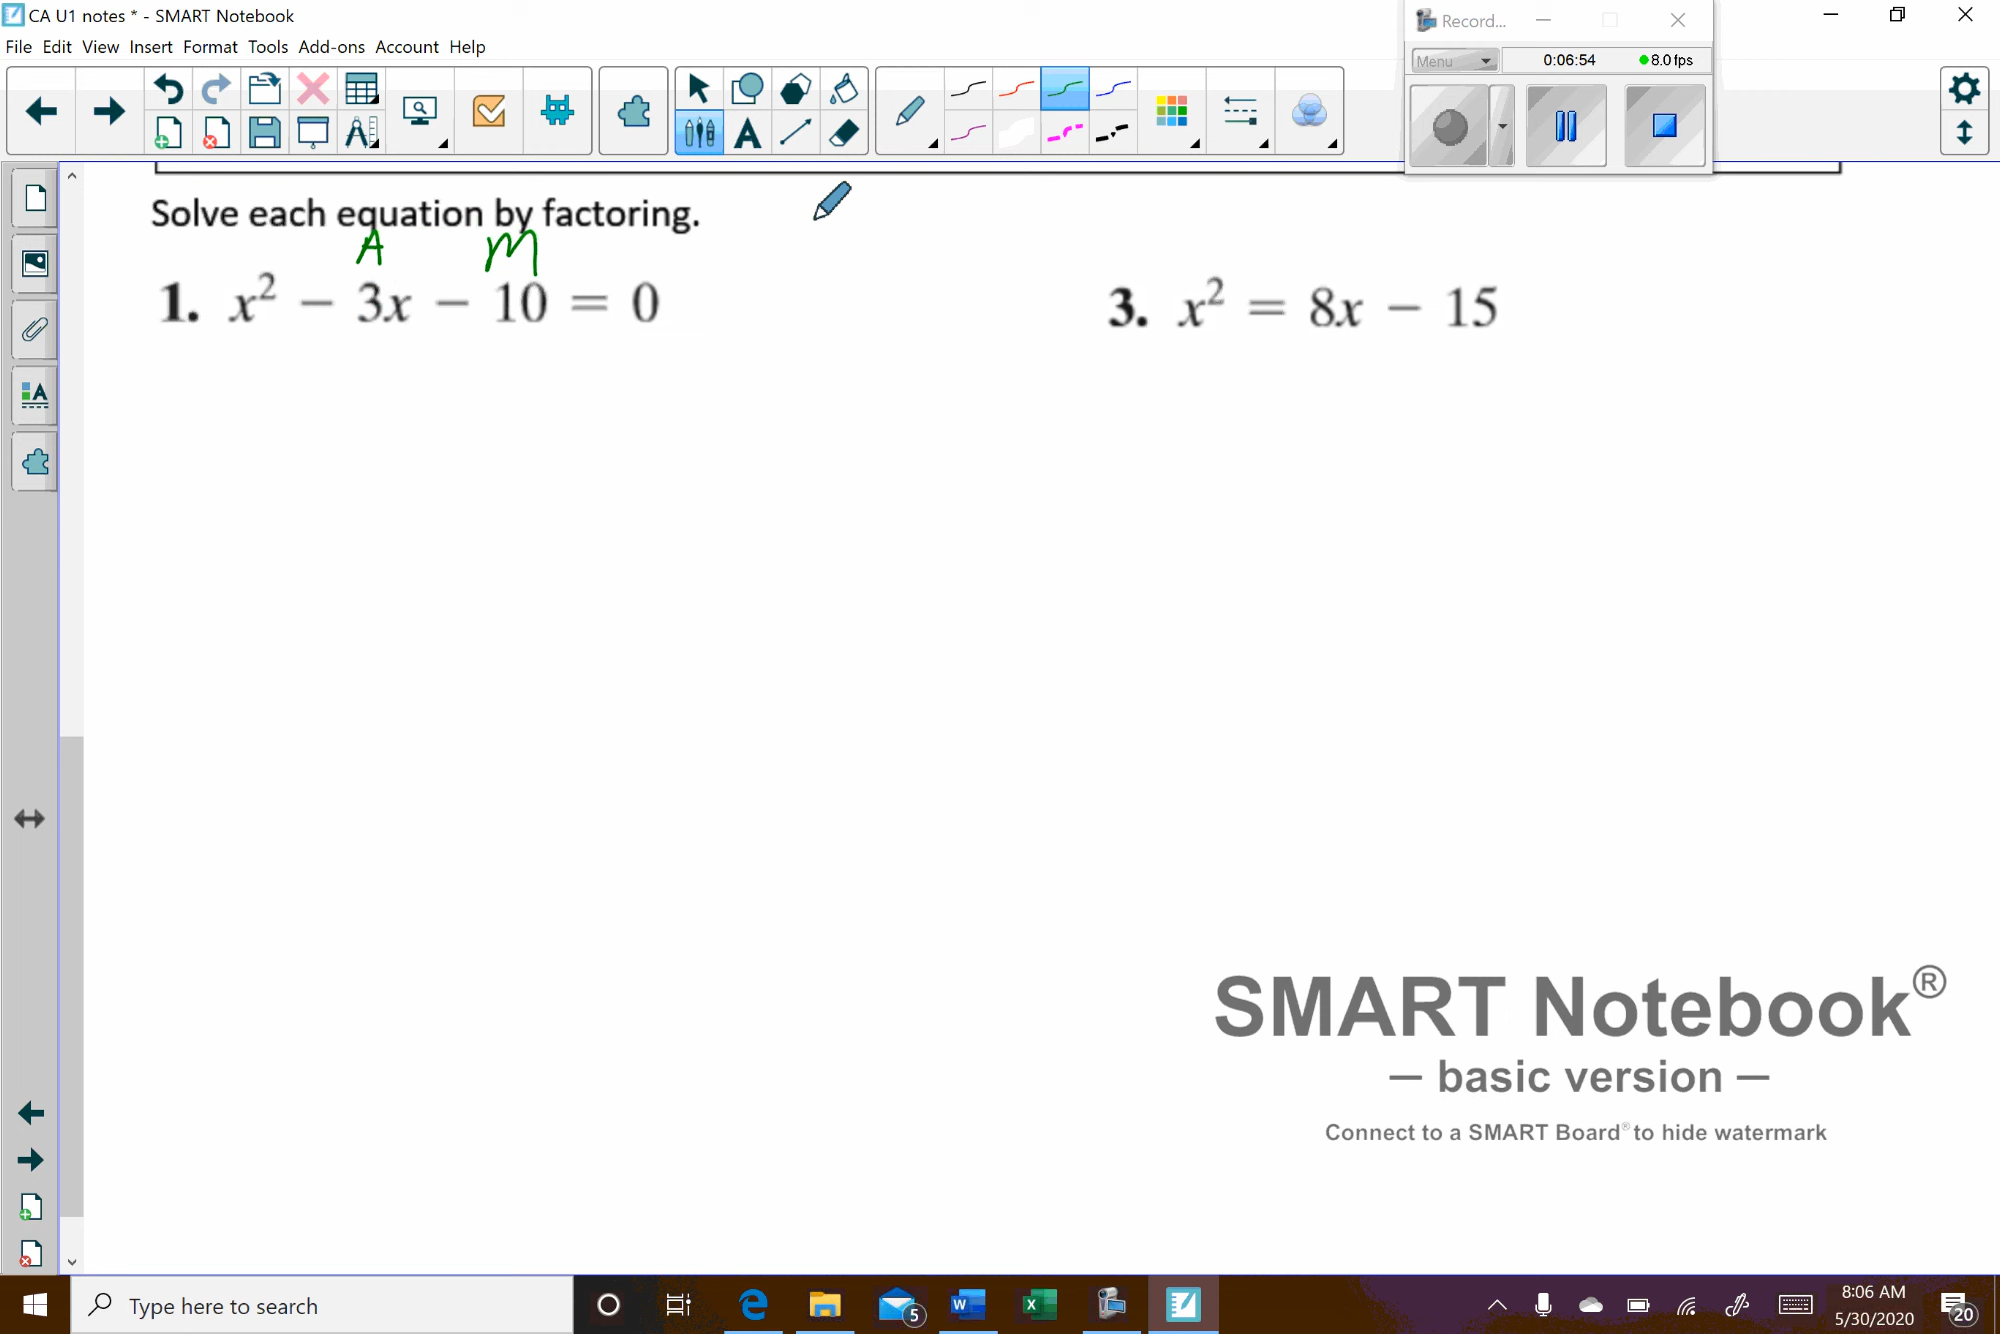 CA U1 notes * - SMART Notebook
Record...
File Edit View Insert Format Tools Add-ons Account Help
Menu 0:06:54 8.0 fps
A
A
Solve each equation by factoring.
A M
1. x² − 3x − 10 = 0
3. x² = 8x − 15
SMART Notebook®
— basic version —
Connect to a SMART Board® to hide watermark
Type here to search
5
W
X
8:06 AM
5/30/2020
20